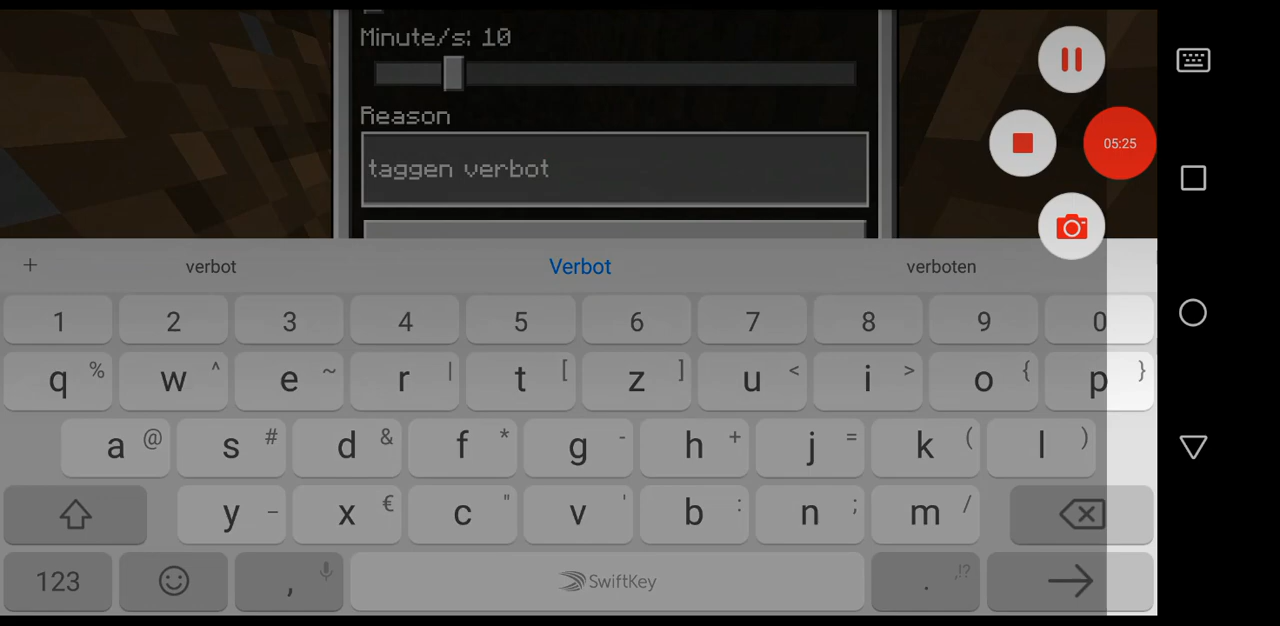 Minute/s: 10
Reason
taggen verbot
05:25
+ verbot Verbot verboten
1 2 3 4 5 6 7 8 9 0
q % w ^ e ~ r | t [ z ] u < i > o { p }
a @ s # d & f * g - h + j = k ( l )
y _ x € c " v ' b : n ; m /
123 , SwiftKey . ,!?